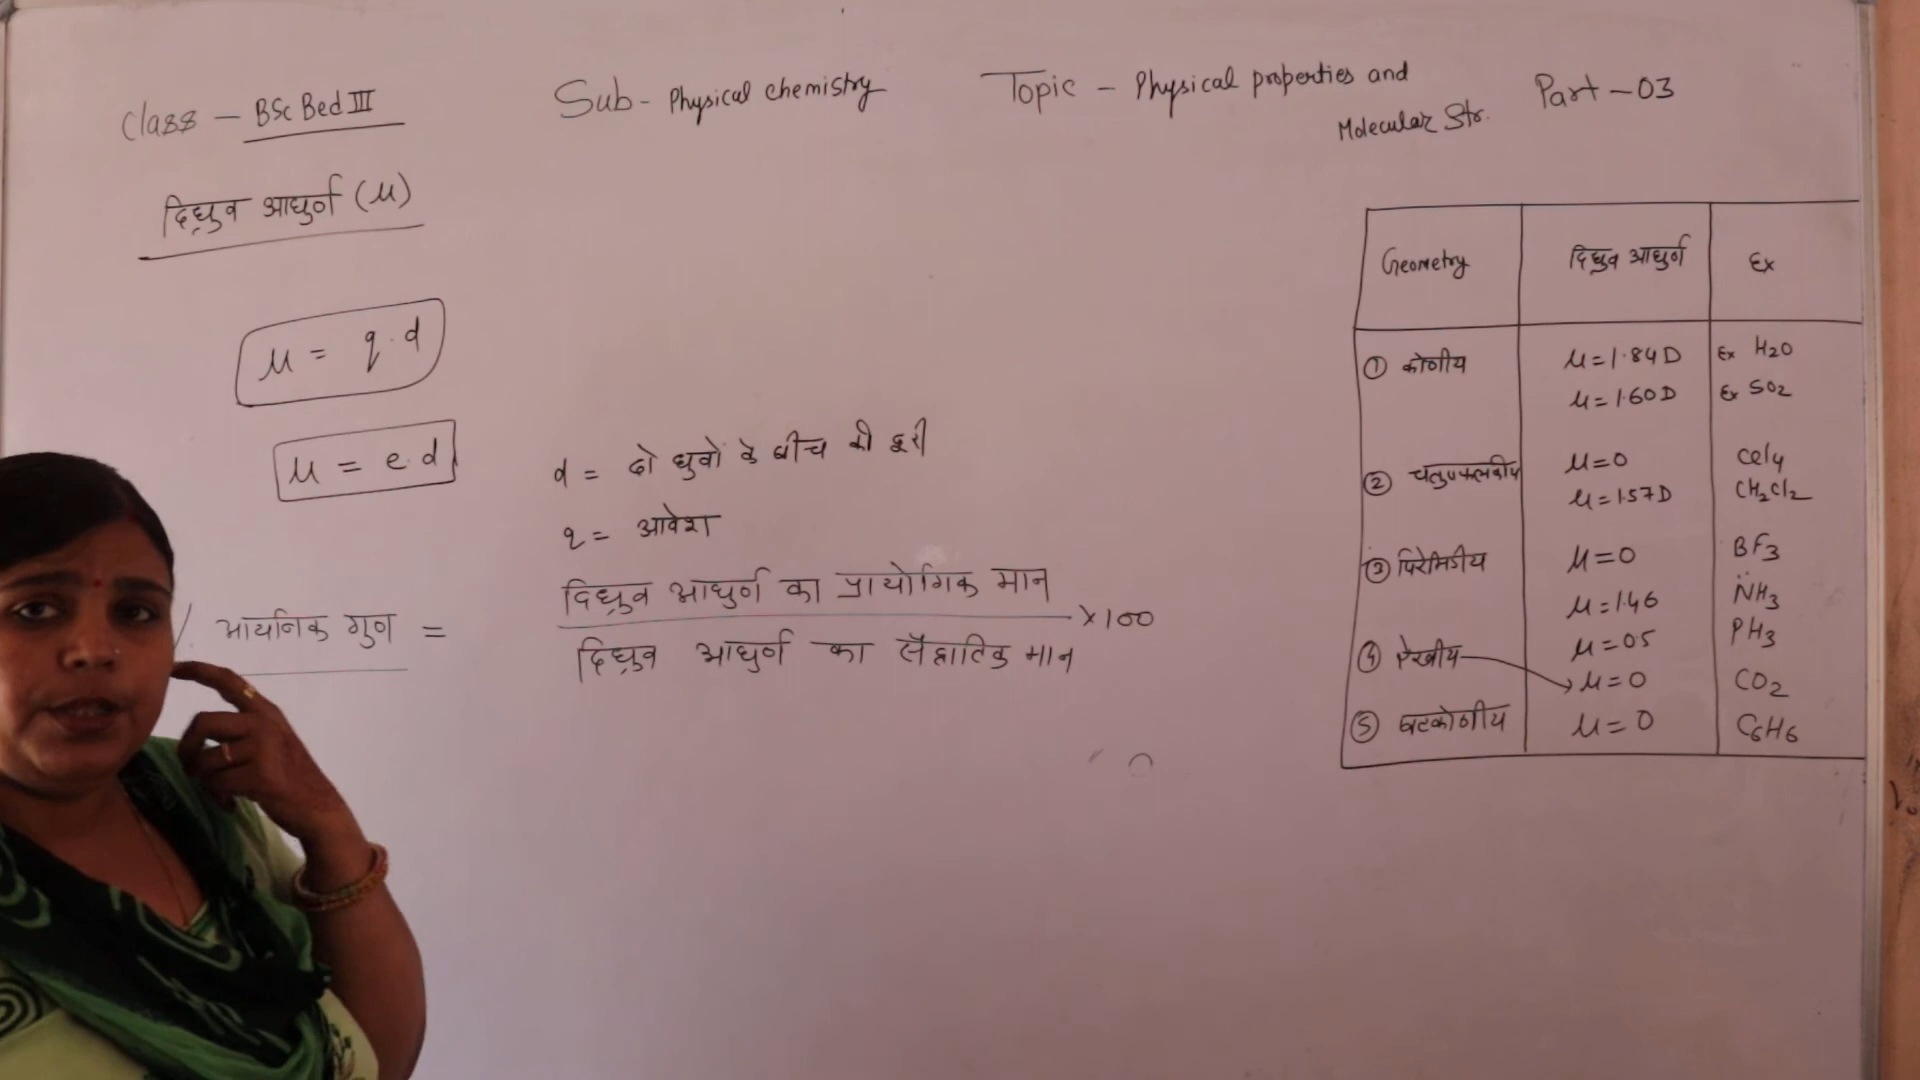 Class - BSc Bed III
Sub - Physical chemistry
Topic - Physical properties and
Molecular Str.
Part - 03
द्विध्रुव आघुर्ण (μ)
μ = q.d
μ = e.d
d = दो ध्रुवों के बीच की दूरी
q = आवेश
% आयनिक गुण = द्विध्रुव आघुर्ण का प्रायोगिक मान
×100
द्विध्रुव आघुर्ण का सैद्धांतिक मान
Geometry द्विध्रुव आघुर्ण Ex
① कोणीय μ=1.84D Ex H2O
μ=1.60D Ex SO2
② चतुष्फलकीय μ=0 CCl4
μ=1.57D CH2Cl2
③ पिरेमिडीय μ=0 BF3
μ=1.46 NH3
μ=05 PH3
④ रेखीय μ=0 CO2
⑤ षटकोणीय μ=0 C6H6